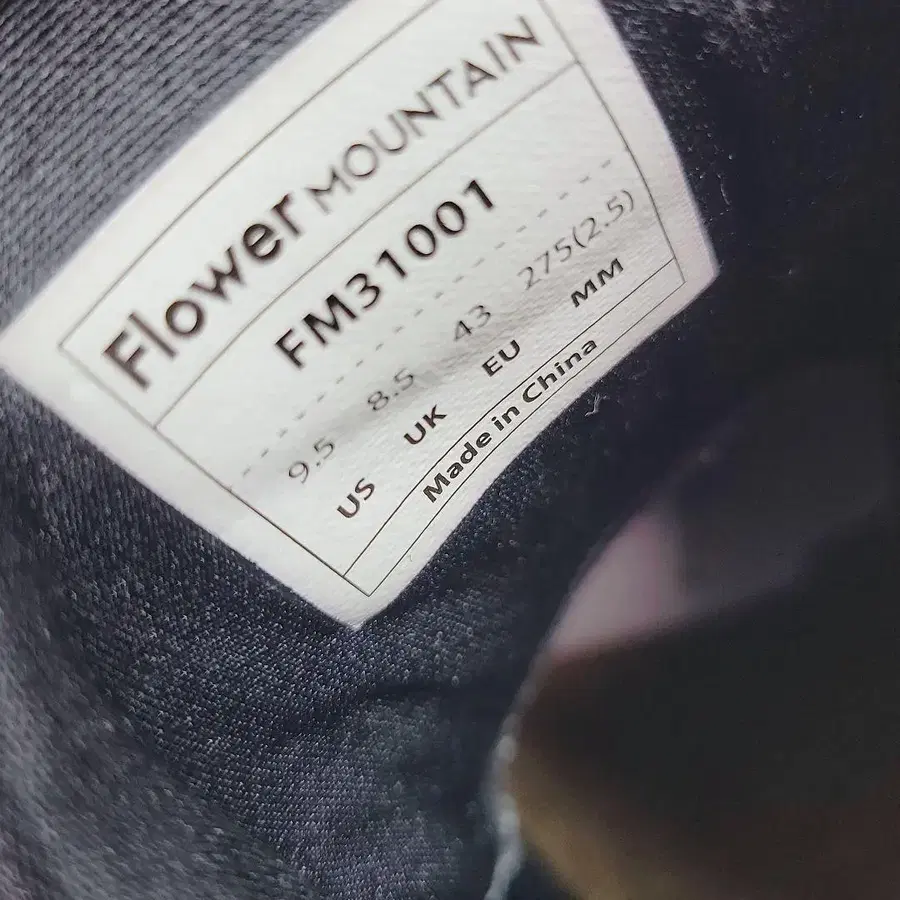 Flower MOUNTAIN
FM31001
9.5 8.5 43 275(2.5)
US UK EU MM
Made in China